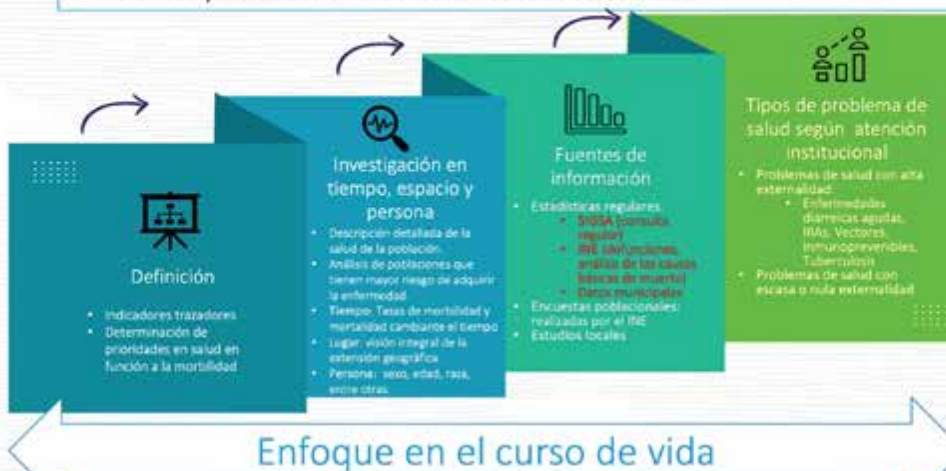 Definición
• Indicadores trazadores
• Determinación de
prioridades en salud en
función a la mortilidad
Investigación en
tiempo, espacio y
persona
• Descripción detallada de la
salud de la población.
• Análisis de poblaciones que
tienen mayor riesgo de adquirir
la enfermedad
• Tiempo: Tasas de morbilidad y
mortalidad cambiante el tiempo
• Lugar: visión integral de la
extensión geográfica
• Persona: sexo, edad, raza,
entre otras.
Fuentes de
información
• Estadísticas regulares
• SIGSA (consulta
regular)
• INE (defunciones,
análisis de las causas
básicas de muerte)
• Datos municipales
• Encuestas poblacionales:
realizadas por el INE
• Estudios locales
Tipos de problema de
salud según atención
institucional
• Problemas de salud con alta
externalidad:
• Enfermedades
diarreicas agudas,
IRAs, Vectores,
Inmunoprevenibles,
Tuberculosis
• Problemas de salud con
escasa o nula externalidad
Enfoque en el curso de vida